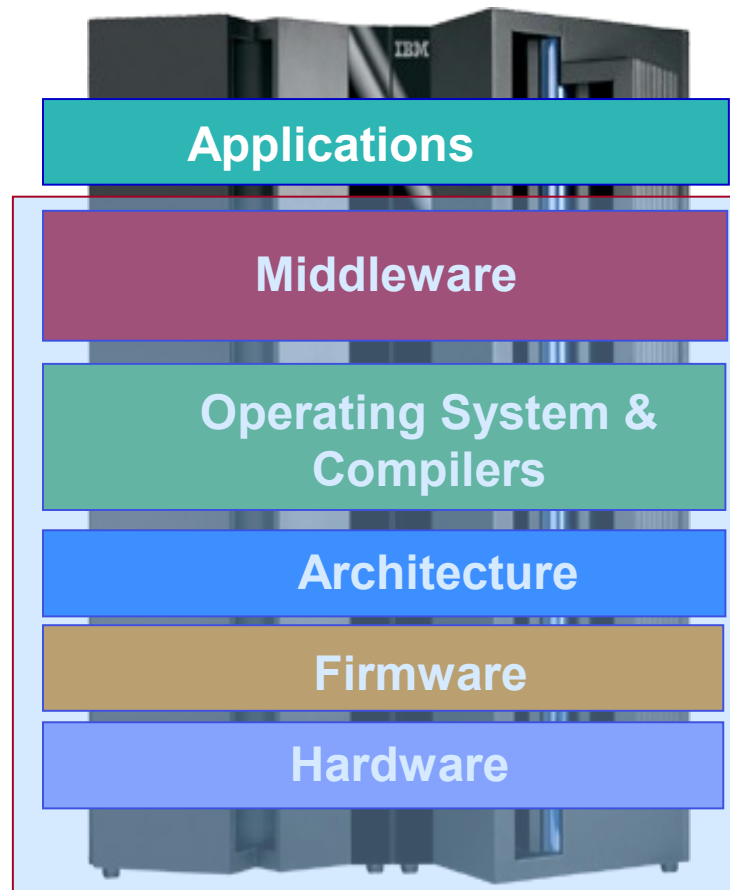 IBM
Applications
Middleware
Operating System &
Compilers
Architecture
Firmware
Hardware